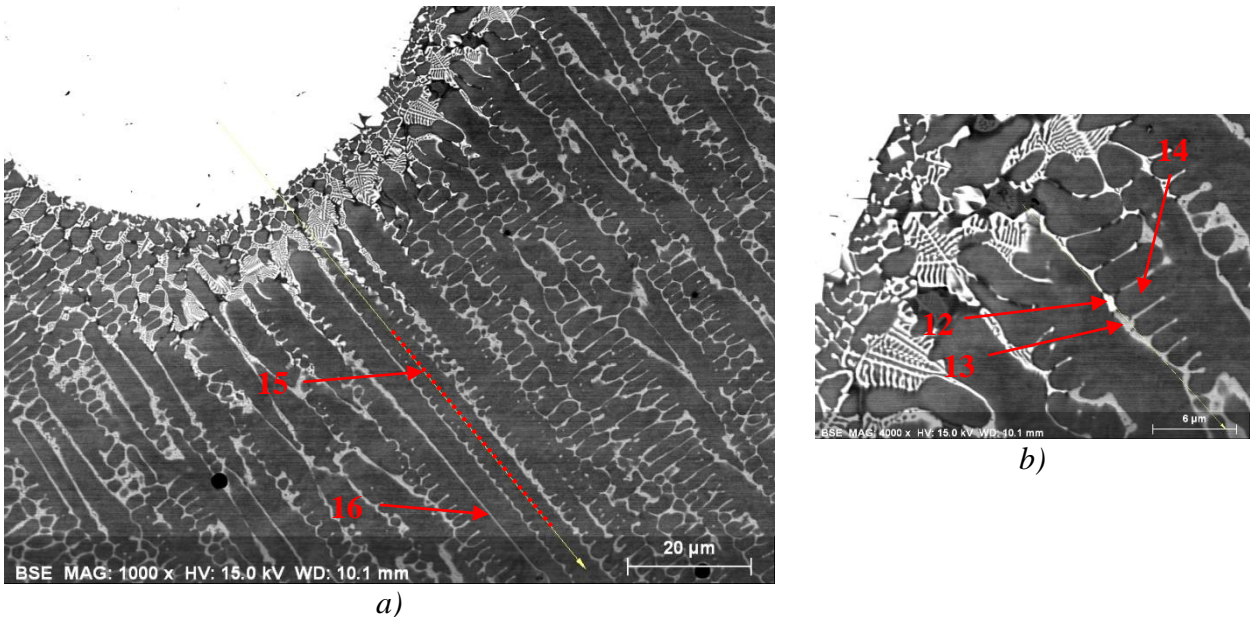 15
16
20 µm
BSE MAG: 1000 x HV: 15.0 kV WD: 10.1 mm
a)
14
12
13
6 µm
BSE MAG: 4000 x HV: 15.0 kV WD: 10.1 mm
b)